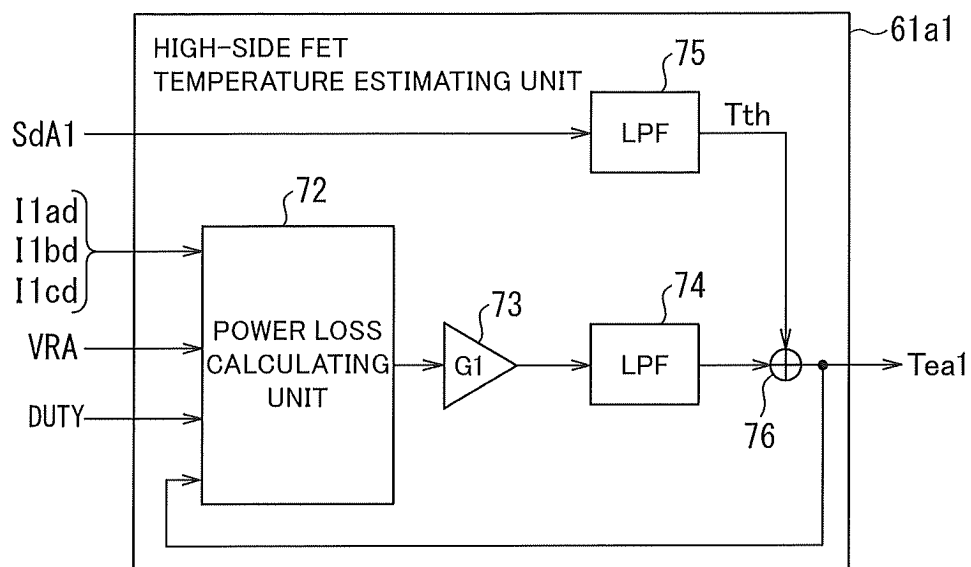 61a1
HIGH-SIDE FET
TEMPERATURE ESTIMATING UNIT
75
SdA1
LPF
Tth
I1ad
I1bd
I1cd
72
VRA
DUTY
POWER LOSS
CALCULATING
UNIT
73
G1
74
LPF
76
Tea1